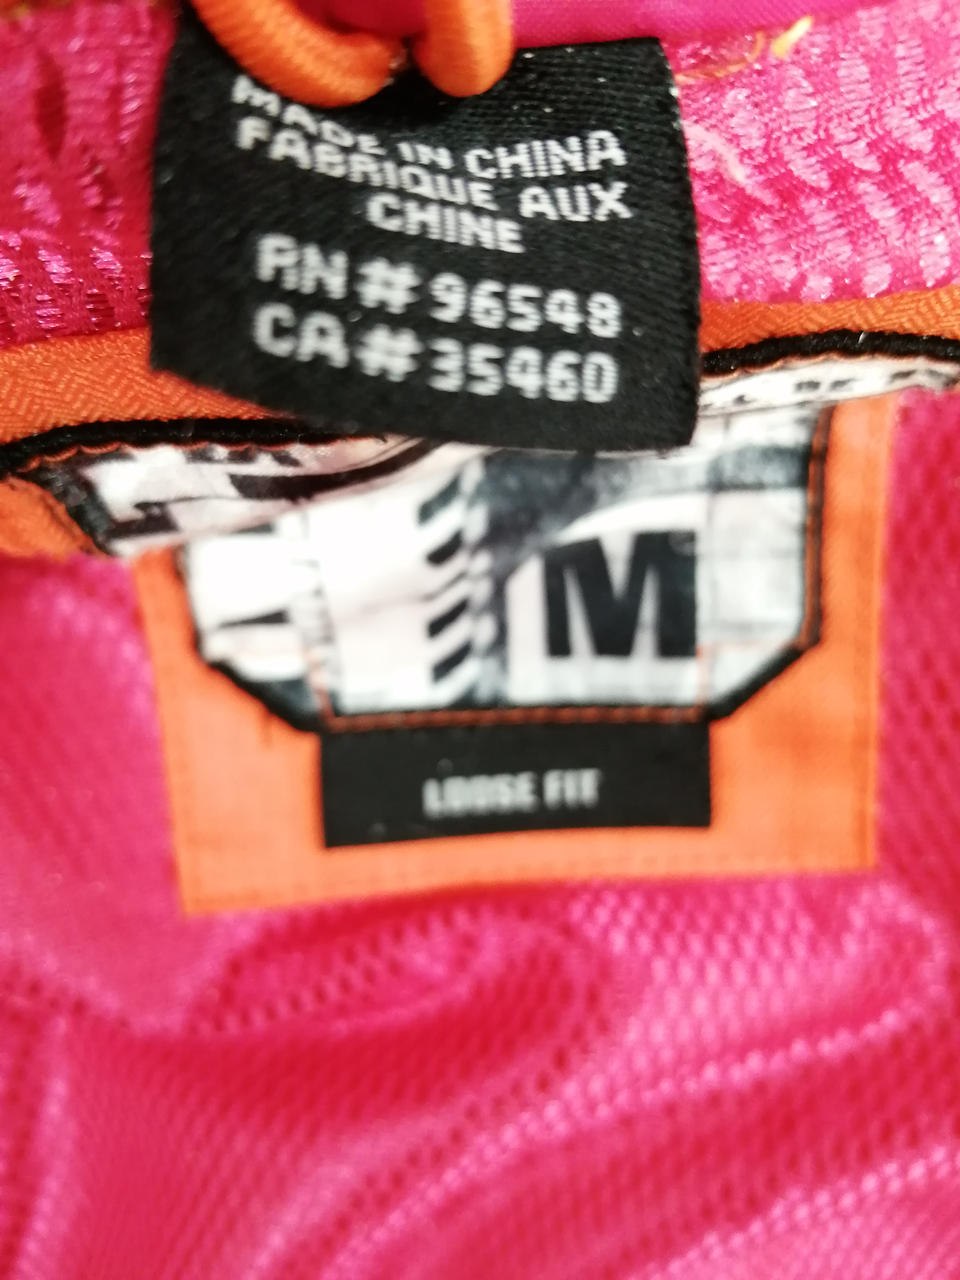 MADE IN CHINA
FABRIQUE AUX
CHINE
RN # 96548
CA # 35460
M
LOOSE FIT